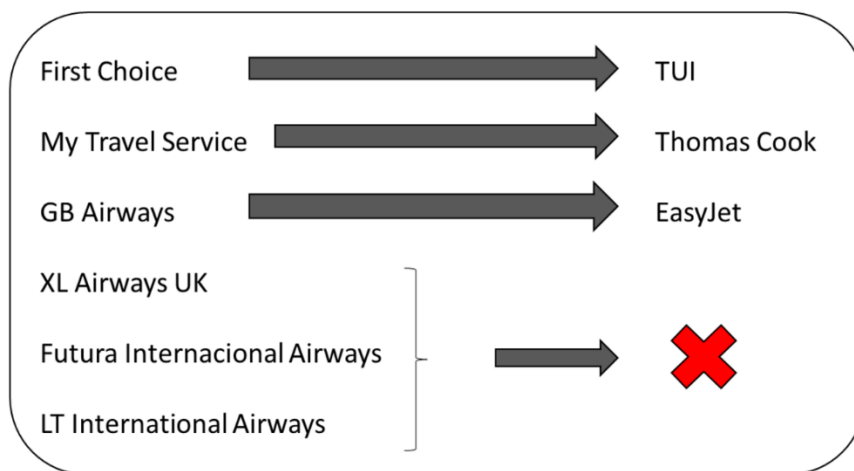 First Choice TUI
My Travel Service Thomas Cook
GB Airways EasyJet
XL Airways UK
Futura Internacional Airways
LT International Airways